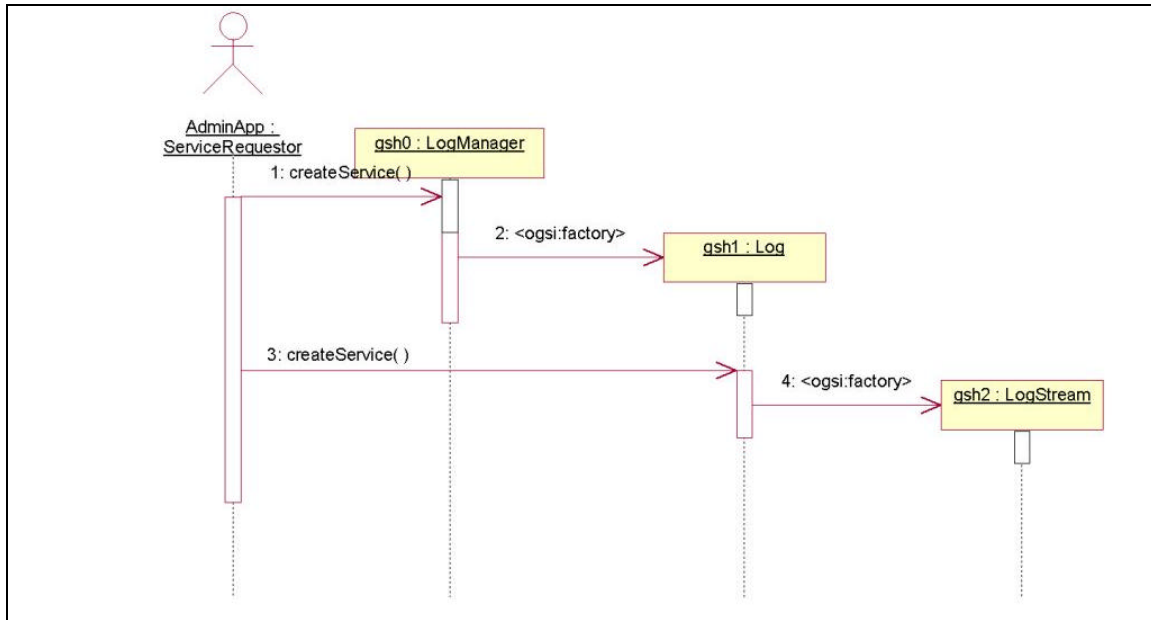 AdminApp :
ServiceRequestor
gsh0 : LogManager
1: createService( )
2: <ogsi:factory>
gsh1 : Log
3: createService( )
4: <ogsi:factory>
gsh2 : LogStream